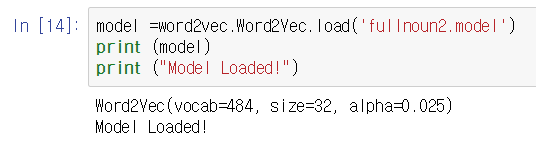 In [14]: model =word2vec.Word2Vec.load('fullnoun2.model')
print (model)
print ("Model Loaded!")
Word2Vec(vocab=484, size=32, alpha=0.025)
Model Loaded!